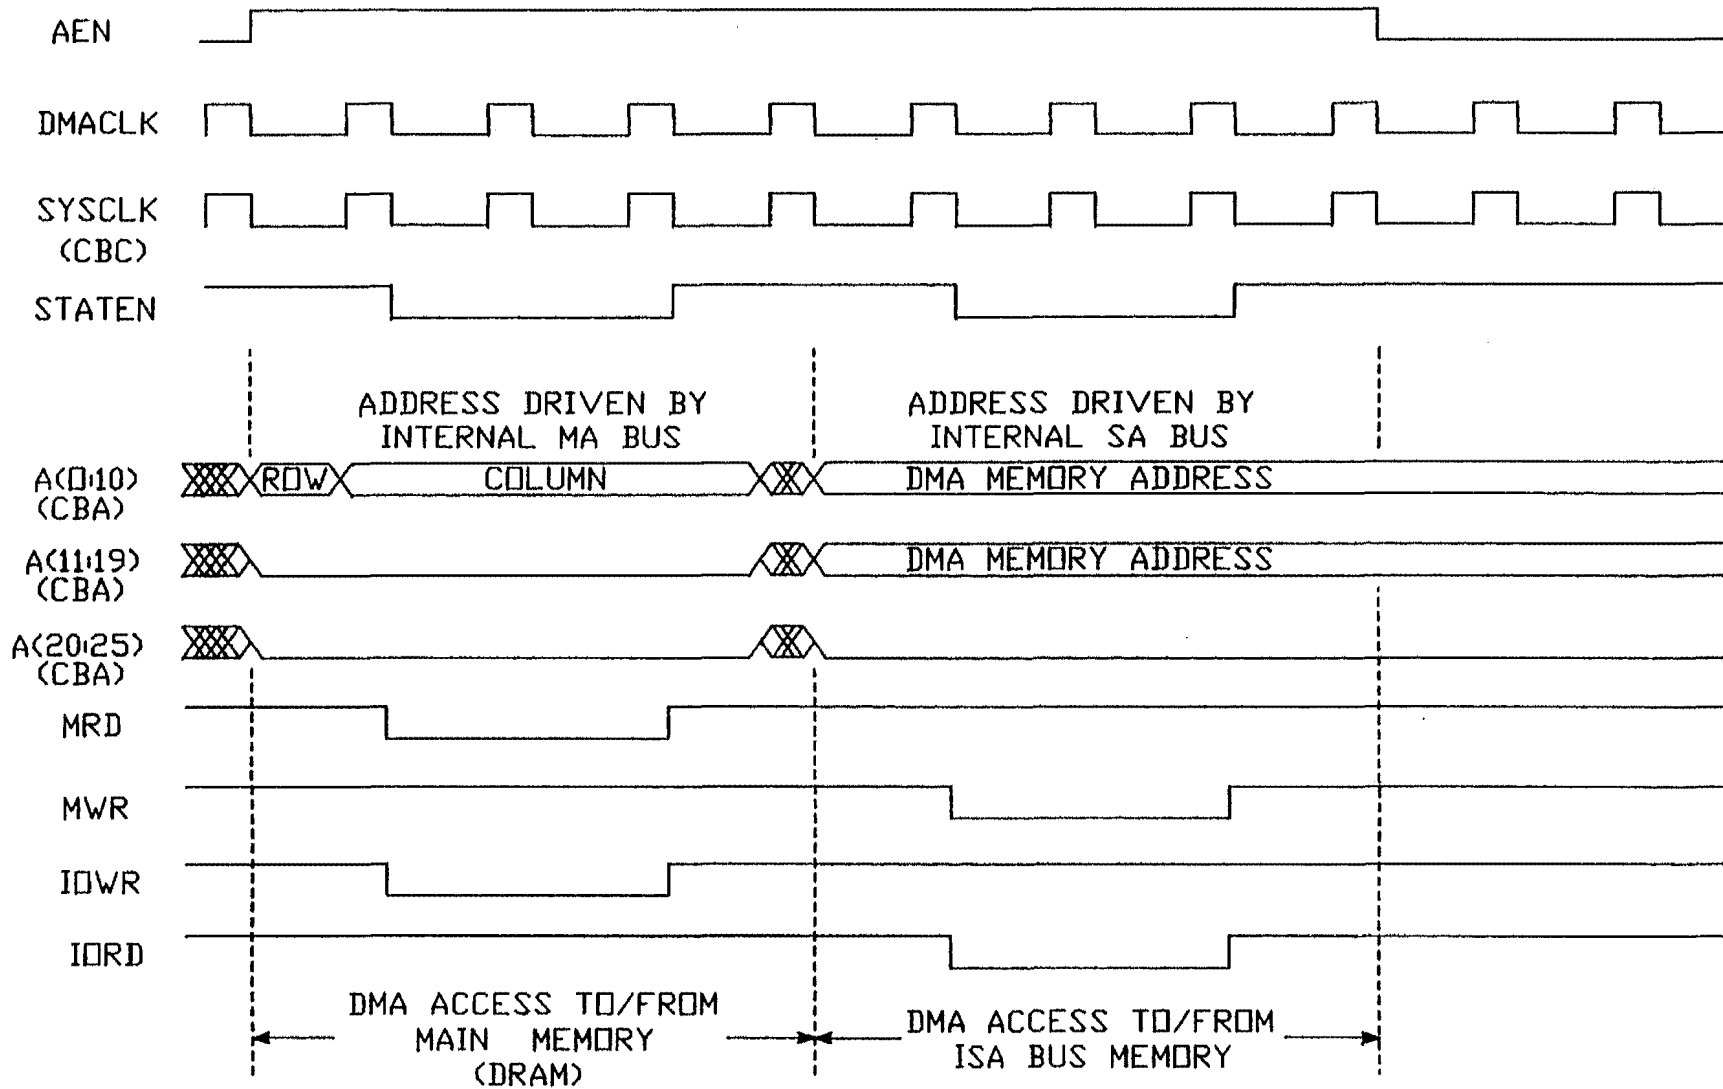 AEN
DMACLK
SYSCLK
(CBC)
STATEN
ADDRESS DRIVEN BY
INTERNAL MA BUS
ADDRESS DRIVEN BY
INTERNAL SA BUS
A(0:10)
(CBA)
ROW
COLUMN
DMA MEMORY ADDRESS
A(11:19)
(CBA)
DMA MEMORY ADDRESS
A(20:25)
(CBA)
MRD
MWR
IOWR
IORD
DMA ACCESS TO/FROM
MAIN MEMORY
(DRAM)
DMA ACCESS TO/FROM
ISA BUS MEMORY